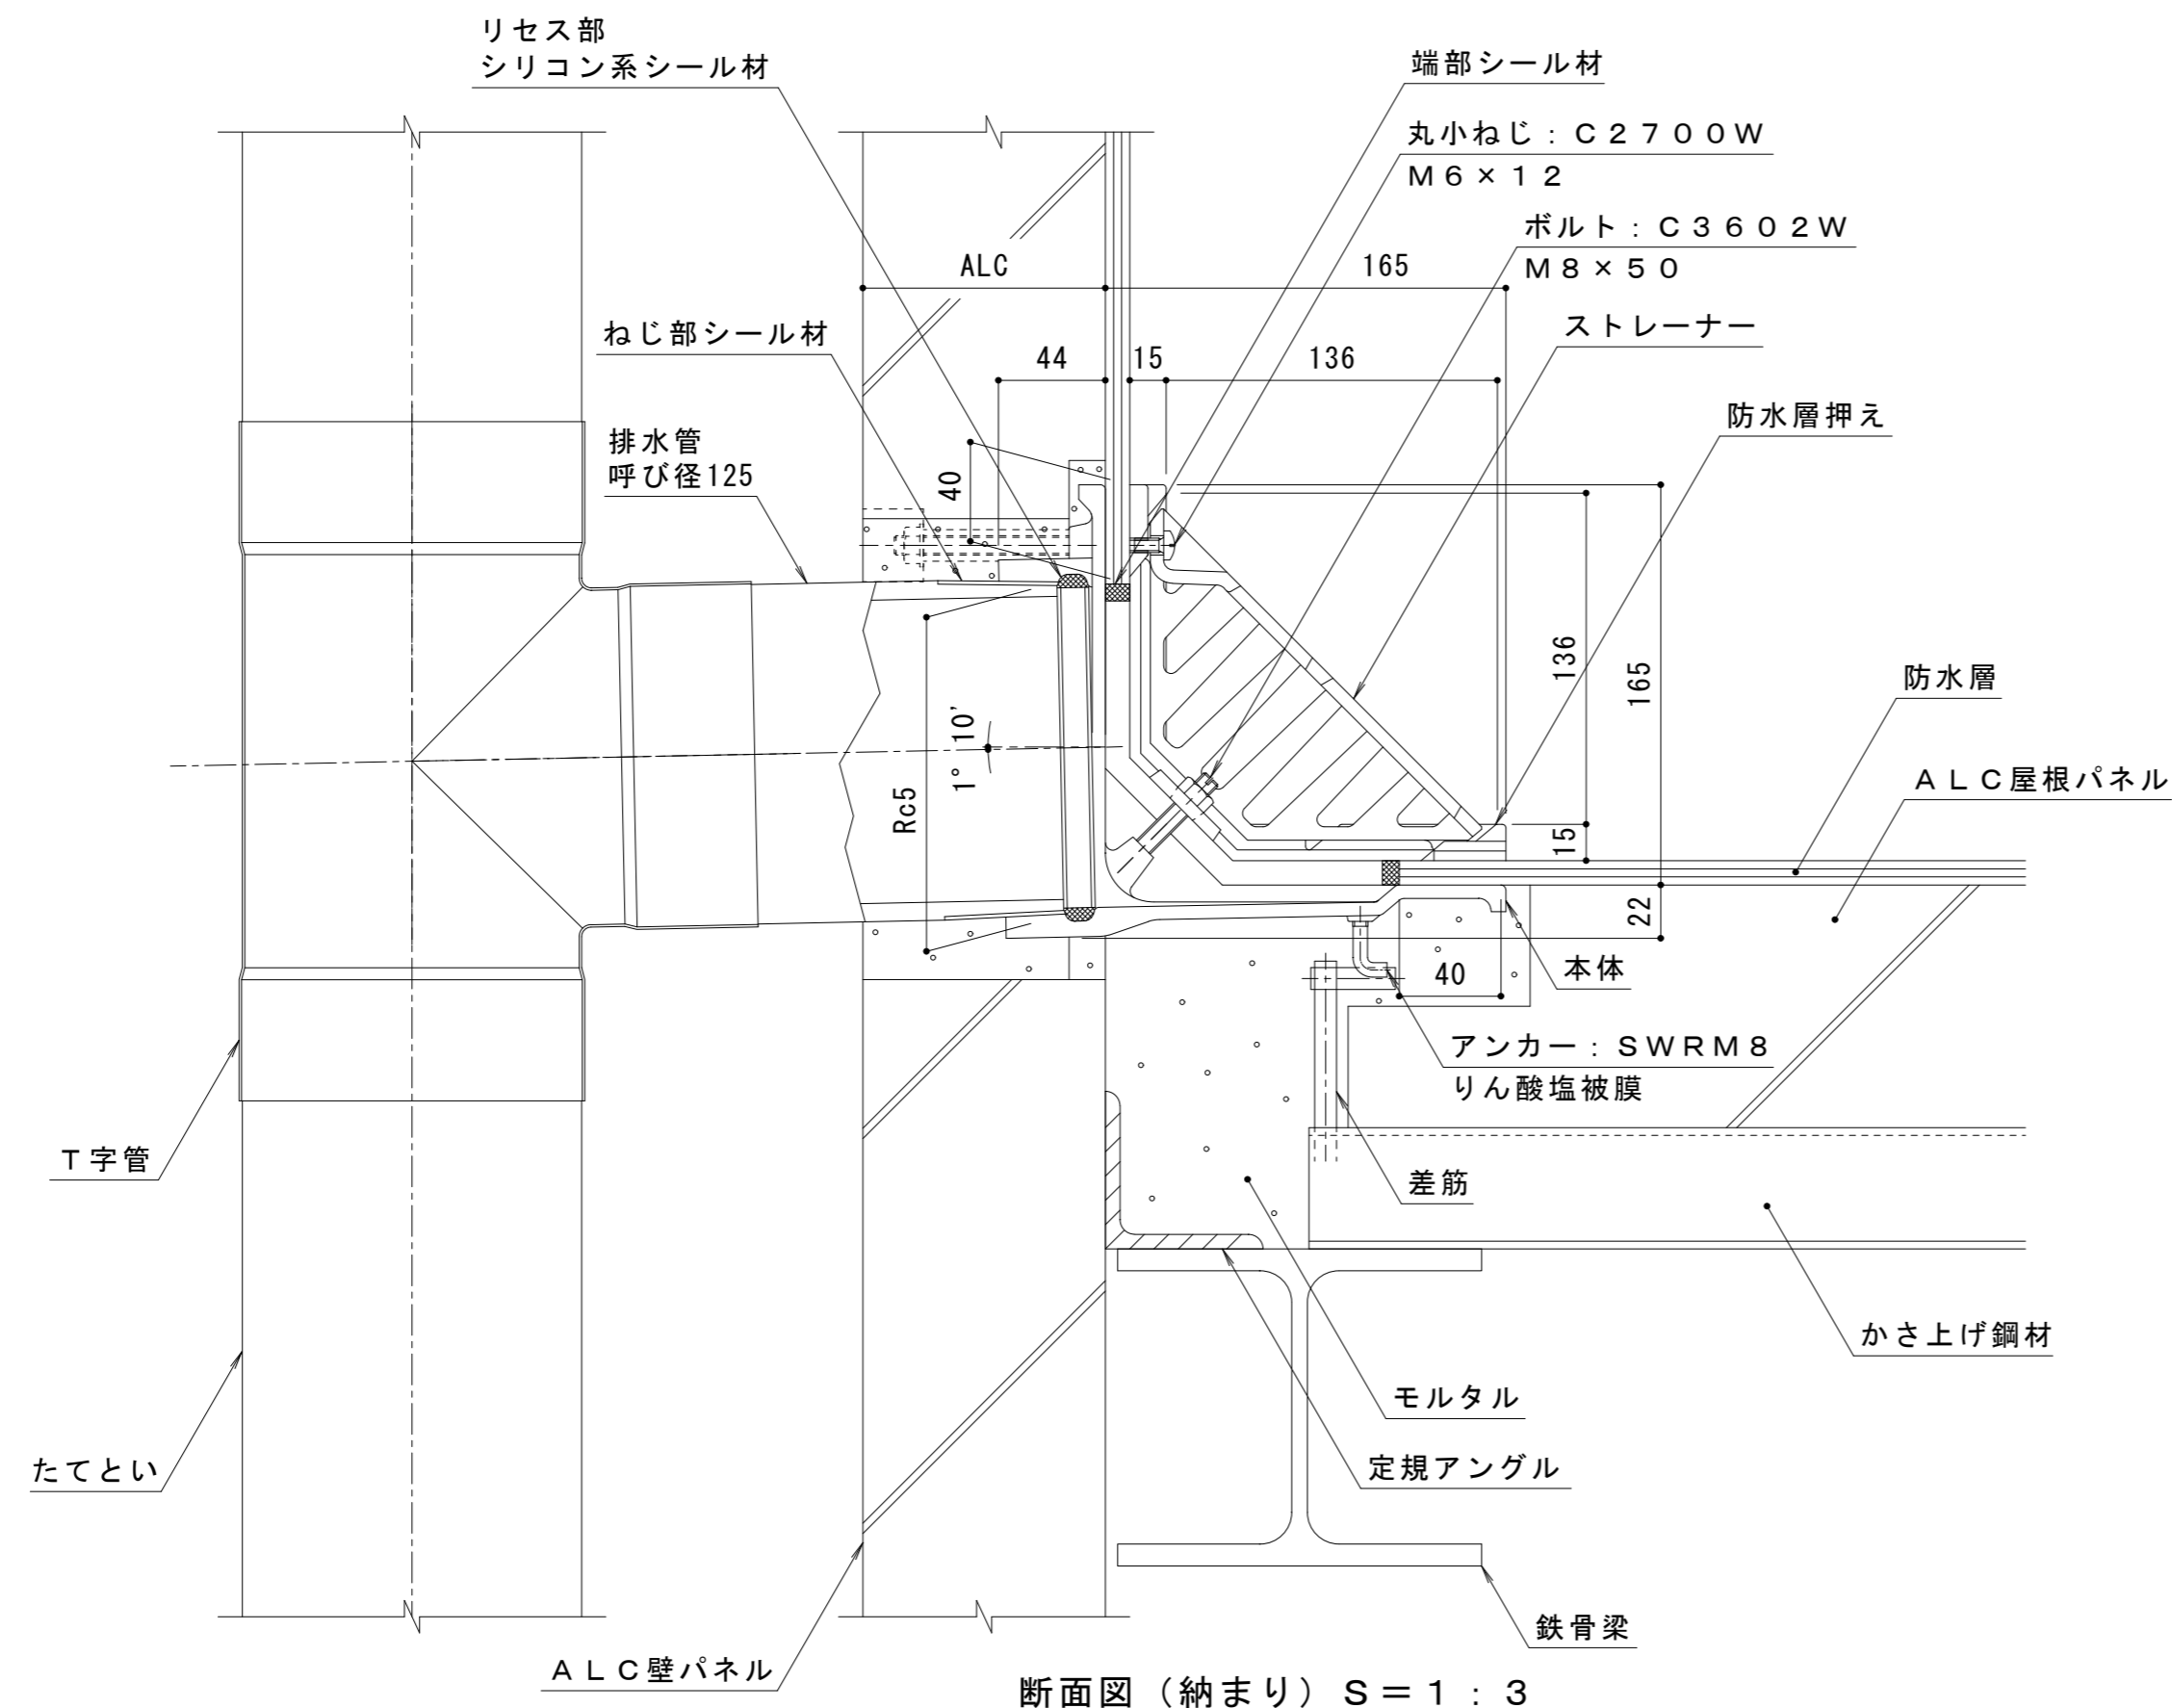 リセス部
シリコン系シール材
端部シール材
丸小ねじ：Ｃ２７００Ｗ
Ｍ６×１２
ボルト：Ｃ３６０２Ｗ
Ｍ８×５０
ALC
165
ストレーナー
ねじ部シール材
44
15
136
防水層押え
排水管
呼び径125
40
136
165
防水層
1° 10'
Rc5
ＡＬＣ屋根パネル
15
22
40
本体
アンカー：ＳＷＲＭ８
りん酸塩被膜
Ｔ字管
差筋
かさ上げ鋼材
モルタル
たてとい
定規アングル
鉄骨梁
ＡＬＣ壁パネル
断面図（納まり）Ｓ＝１：３